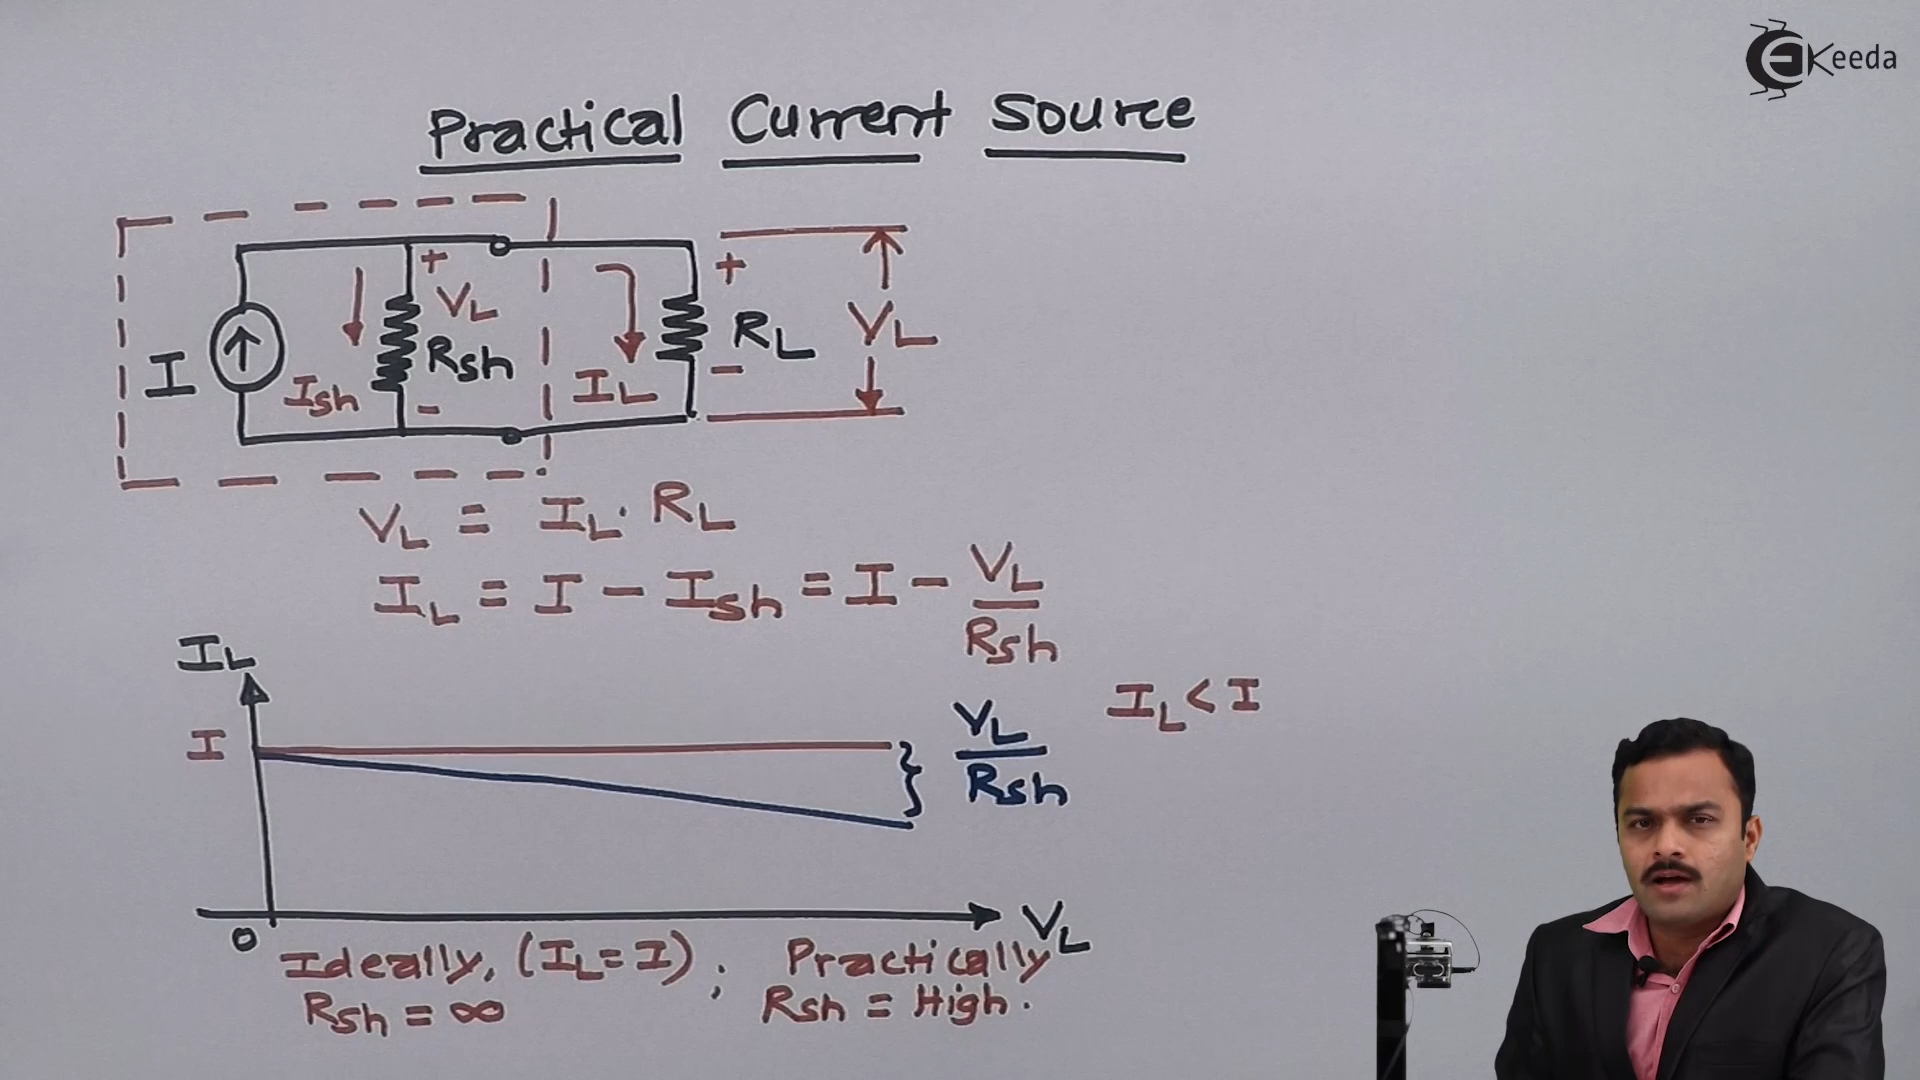 Keeda
Practical Current Source
I
Ish
+
VL
Rsh
-
IL
+
RL
-
VL
VL = IL . RL
IL = I - Ish = I - VL/Rsh
IL
I
VL/Rsh
IL < I
0
VL
Ideally, (IL = I) ; Practically
Rsh = ∞
Rsh = High.